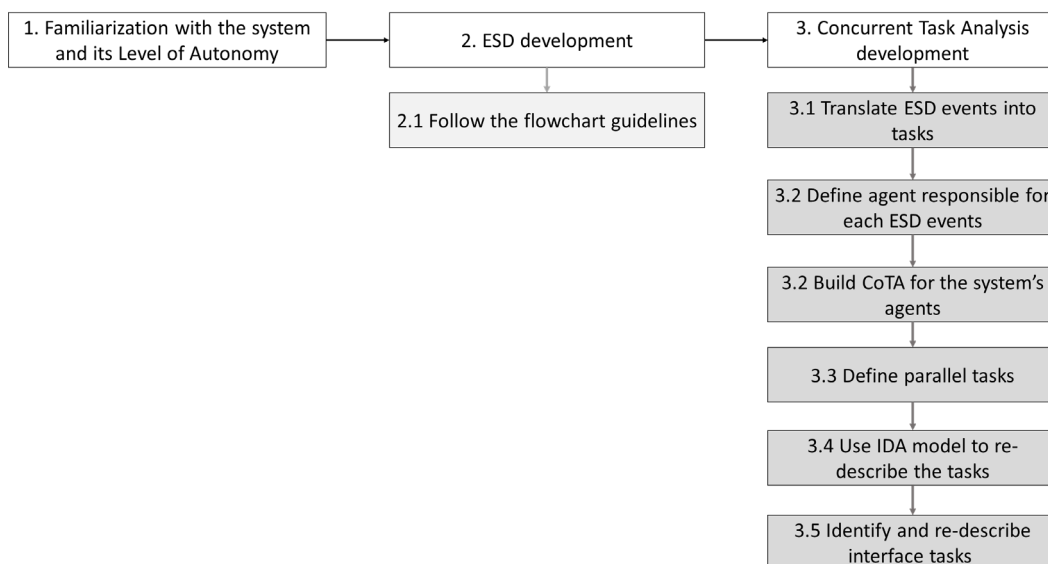 1. Familiarization with the system
and its Level of Autonomy
2. ESD development
2.1 Follow the flowchart guidelines
3. Concurrent Task Analysis
development
3.1 Translate ESD events into
tasks
3.2 Define agent responsible for
each ESD events
3.2 Build CoTA for the system's
agents
3.3 Define parallel tasks
3.4 Use IDA model to re-
describe the tasks
3.5 Identify and re-describe
interface tasks